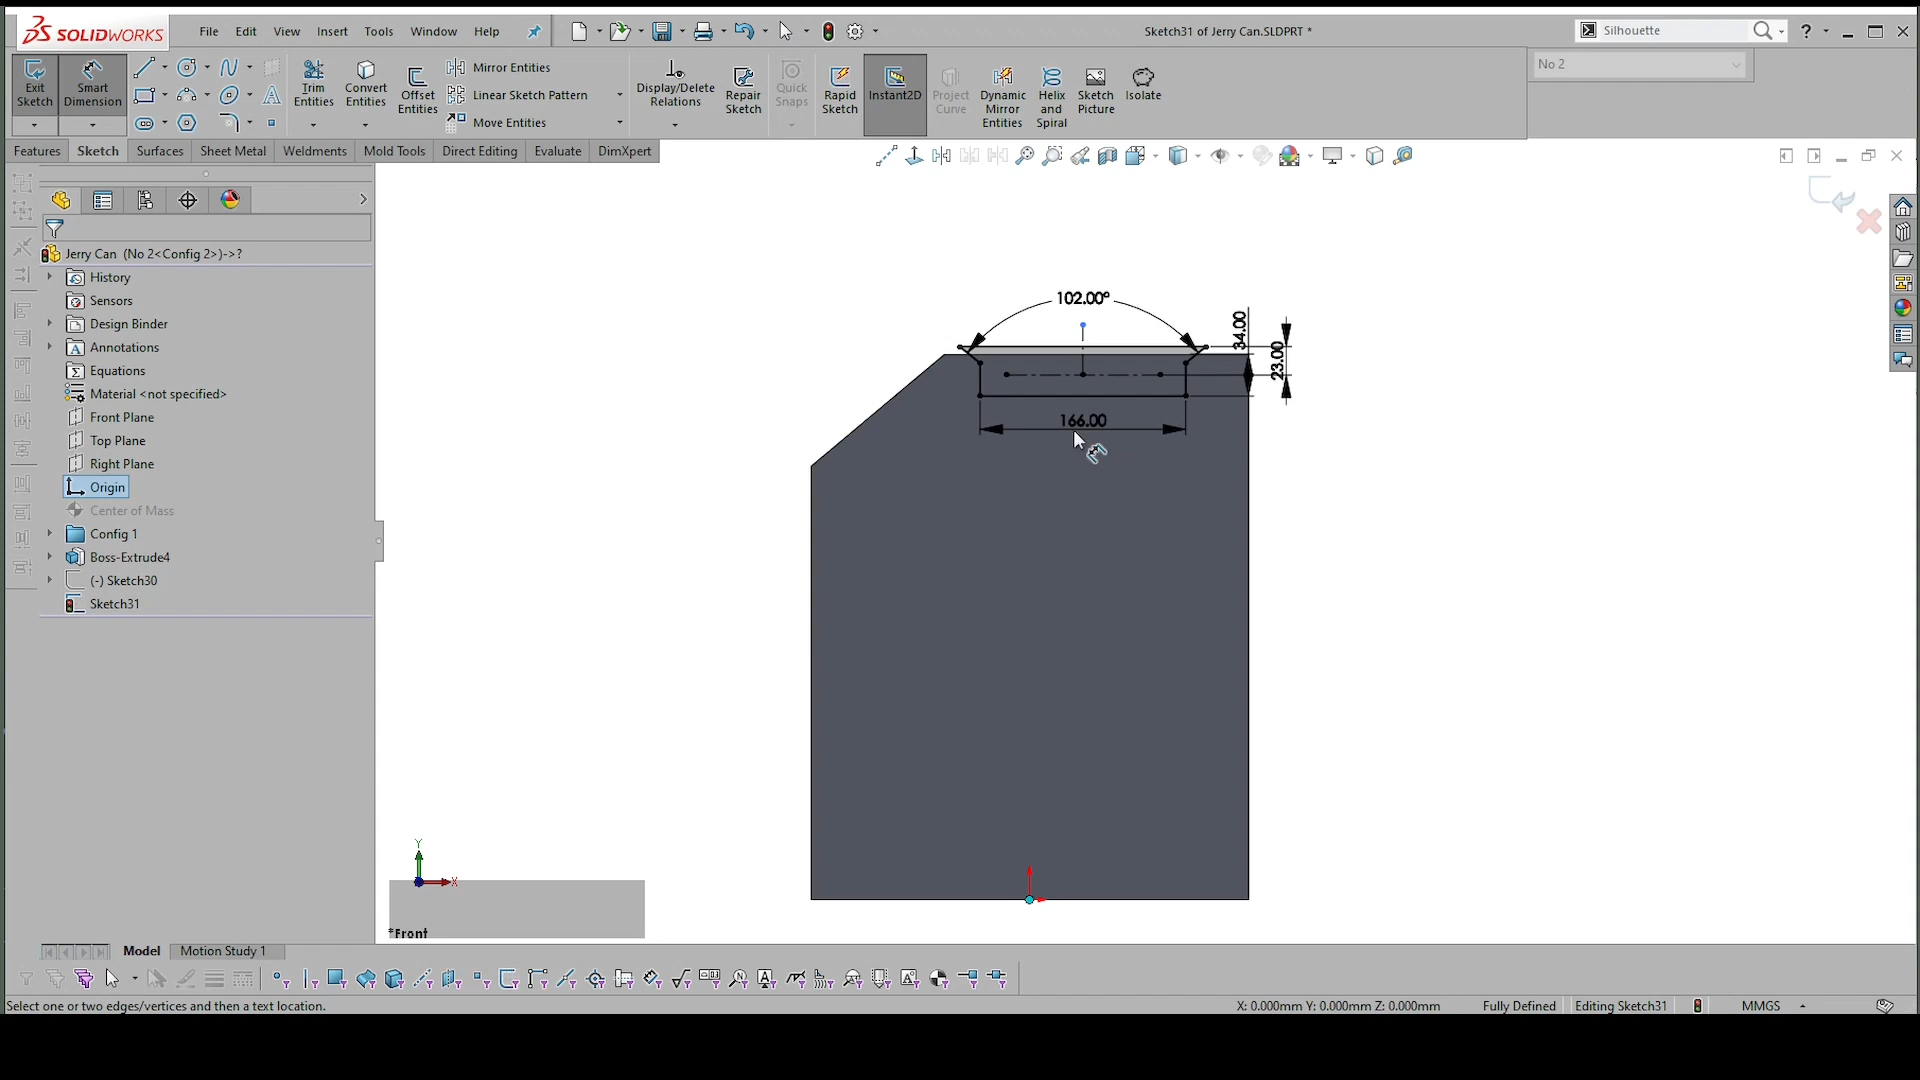 SOLIDWORKS
File Edit View Insert Tools Window Help
Sketch31 of Jerry Can.SLDPRT *
Silhouette
?
No 2
Exit Sketch
Smart Dimension
Trim Entities
Convert Entities
Offset Entities
Mirror Entities
Linear Sketch Pattern
Move Entities
Display/Delete Relations
Repair Sketch
Quick Snaps
Rapid Sketch
Instant2D
Project Curve
Dynamic Mirror Entities
Helix and Spiral
Sketch Picture
Isolate
Features Sketch Surfaces Sheet Metal Weldments Mold Tools Direct Editing Evaluate DimXpert
Jerry Can (No 2<Config 2>)->?
History
Sensors
Design Binder
Annotations
Equations
Material <not specified>
Front Plane
Top Plane
Right Plane
Origin
Center of Mass
Config 1
Boss-Extrude4
(-) Sketch30
Sketch31
102.00°
34.00
23.00
166.00
Y
X
*Front
Model Motion Study 1
Select one or two edges/vertices and then a text location.
X: 0.000mm Y: 0.000mm Z: 0.000mm Fully Defined Editing Sketch31 MMGS